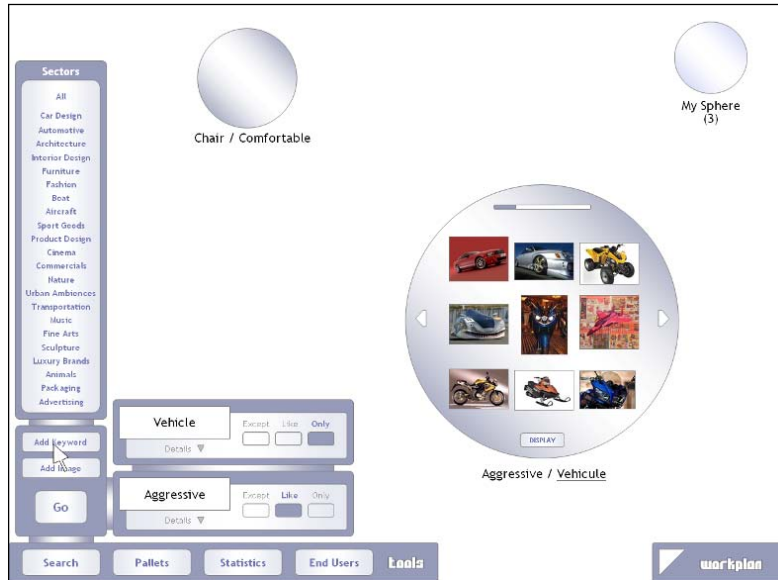 Sectors
All
Car Design
Automotive
Architecture
Interior Design
Furniture
Fashion
Boat
Aircraft
Sport Goods
Product Design
Cinema
Commercials
Nature
Urban Ambiences
Transportation
Music
Fine Arts
Sculpture
Luxury Brands
Animals
Packaging
Advertising
Add Keyword
Add Image
Go
Chair / Comfortable
My Sphere
(3)
DISPLAY
Aggressive / Vehicule
Vehicle
Except Like Only
Details ▼
Aggressive
Except Like Only
Details ▼
Search
Pallets
Statistics
End Users
tools
workplan